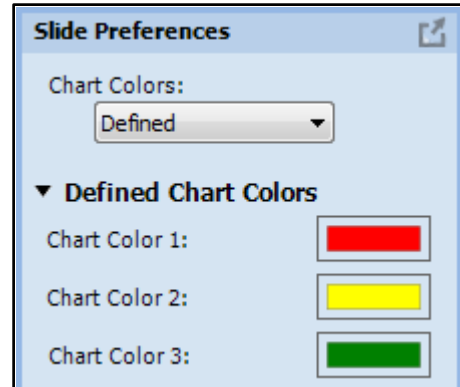 Slide Preferences
Chart Colors:
Defined
Defined Chart Colors
Chart Color 1:
Chart Color 2:
Chart Color 3: